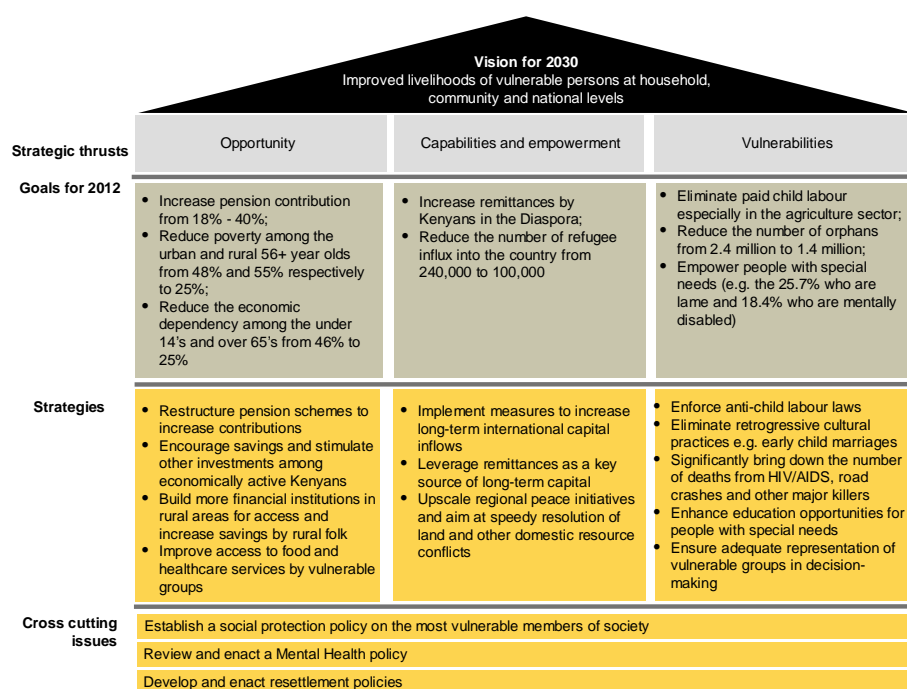 Vision for 2030
Improved livelihoods of vulnerable persons at household,
community and national levels
Strategic thrusts
Opportunity
Capabilities and empowerment
Vulnerabilities
Goals for 2012
• Increase pension contribution
from 18% - 40%;
• Reduce poverty among the
urban and rural 56+ year olds
from 48% and 55% respectively
to 25%;
• Reduce the economic
dependency among the under
14's and over 65's from 46% to
25%
• Increase remittances by
Kenyans in the Diaspora;
• Reduce the number of refugee
influx into the country from
240,000 to 100,000
• Eliminate paid child labour
especially in the agriculture sector;
• Reduce the number of orphans
from 2.4 million to 1.4 million;
• Empower people with special
needs (e.g. the 25.7% who are
lame and 18.4% who are mentally
disabled)
Strategies
• Restructure pension schemes to
increase contributions
• Encourage savings and stimulate
other investments among
economically active Kenyans
• Build more financial institutions in
rural areas for access and
increase savings by rural folk
• Improve access to food and
healthcare services by vulnerable
groups
• Implement measures to increase
long-term international capital
inflows
• Leverage remittances as a key
source of long-term capital
• Upscale regional peace initiatives
and aim at speedy resolution of
land and other domestic resource
conflicts
• Enforce anti-child labour laws
• Eliminate retrogressive cultural
practices e.g. early child marriages
• Significantly bring down the number
of deaths from HIV/AIDS, road
crashes and other major killers
• Enhance education opportunities for
people with special needs
• Ensure adequate representation of
vulnerable groups in decision-
making
Cross cutting
issues
Establish a social protection policy on the most vulnerable members of society
Review and enact a Mental Health policy
Develop and enact resettlement policies